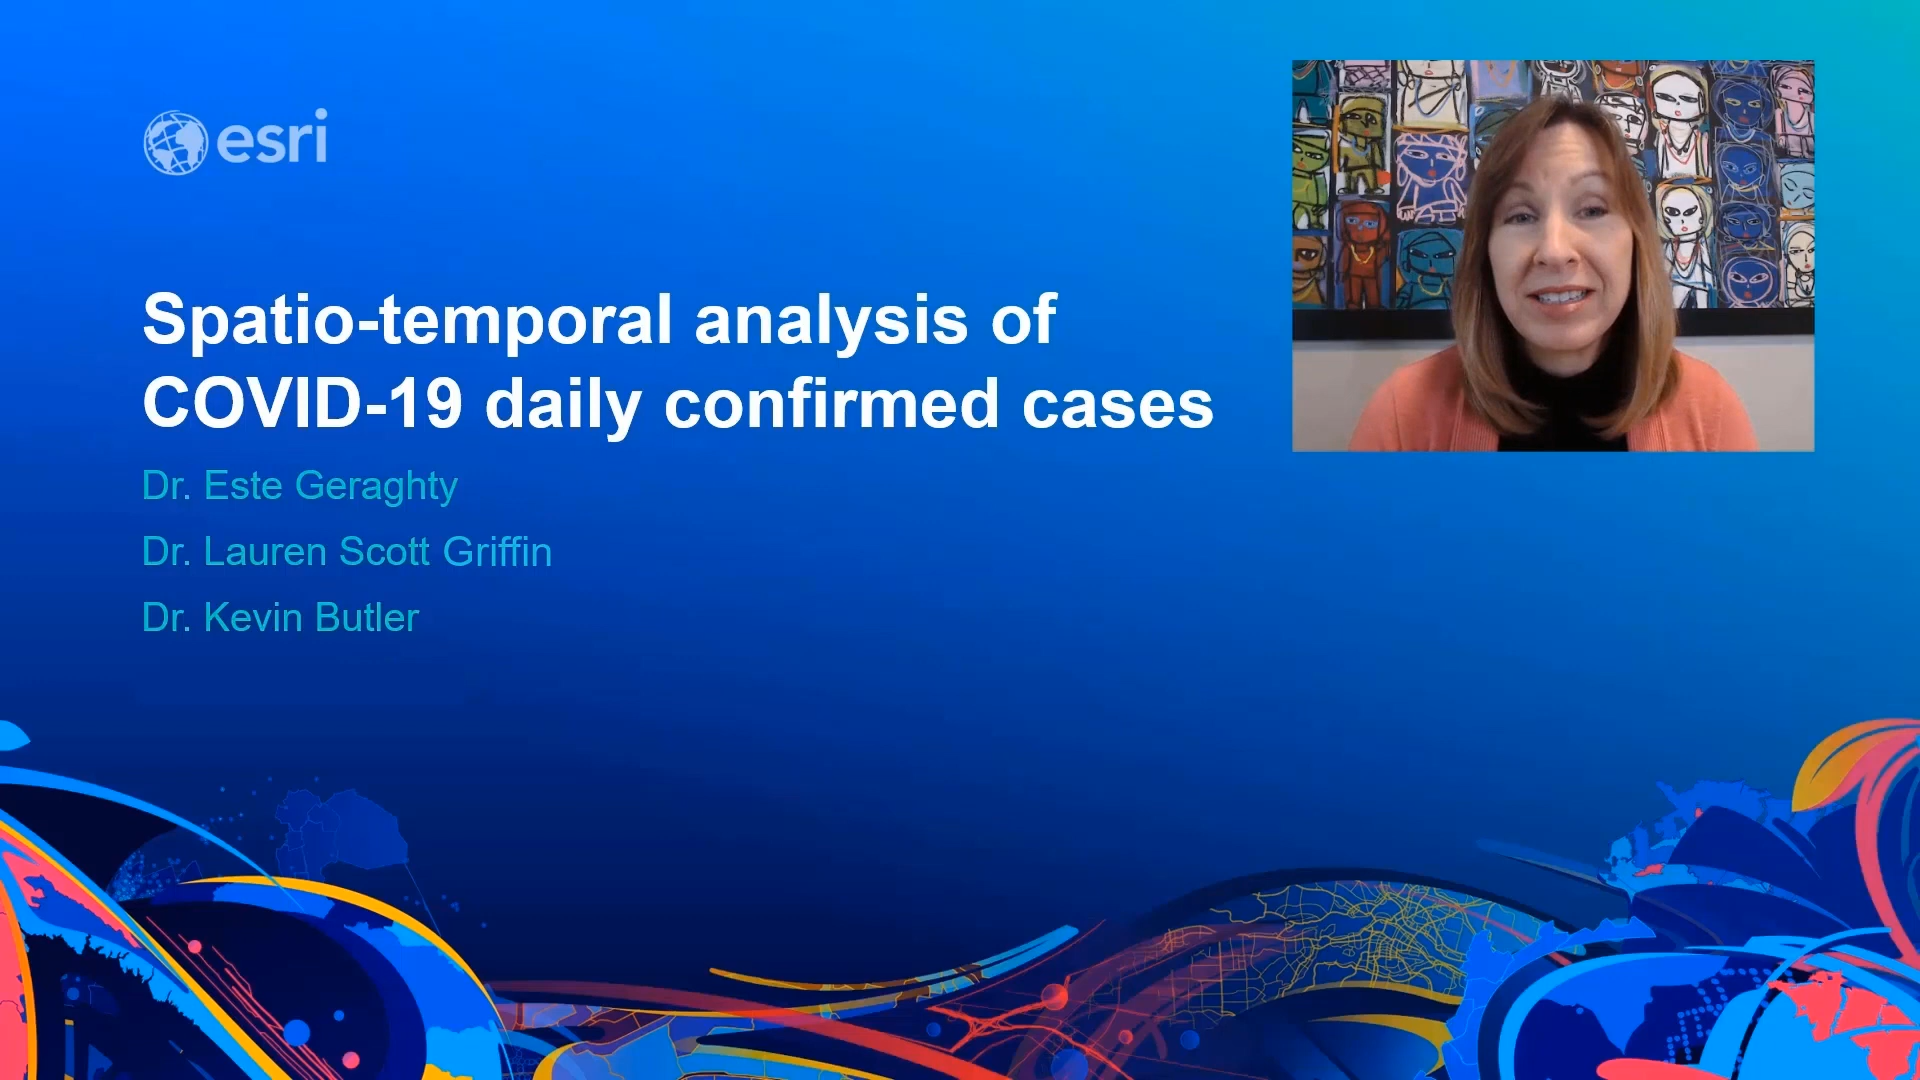 esri
Spatio-temporal analysis of
COVID-19 daily confirmed cases
Dr. Este Geraghty
Dr. Lauren Scott Griffin
Dr. Kevin Butler